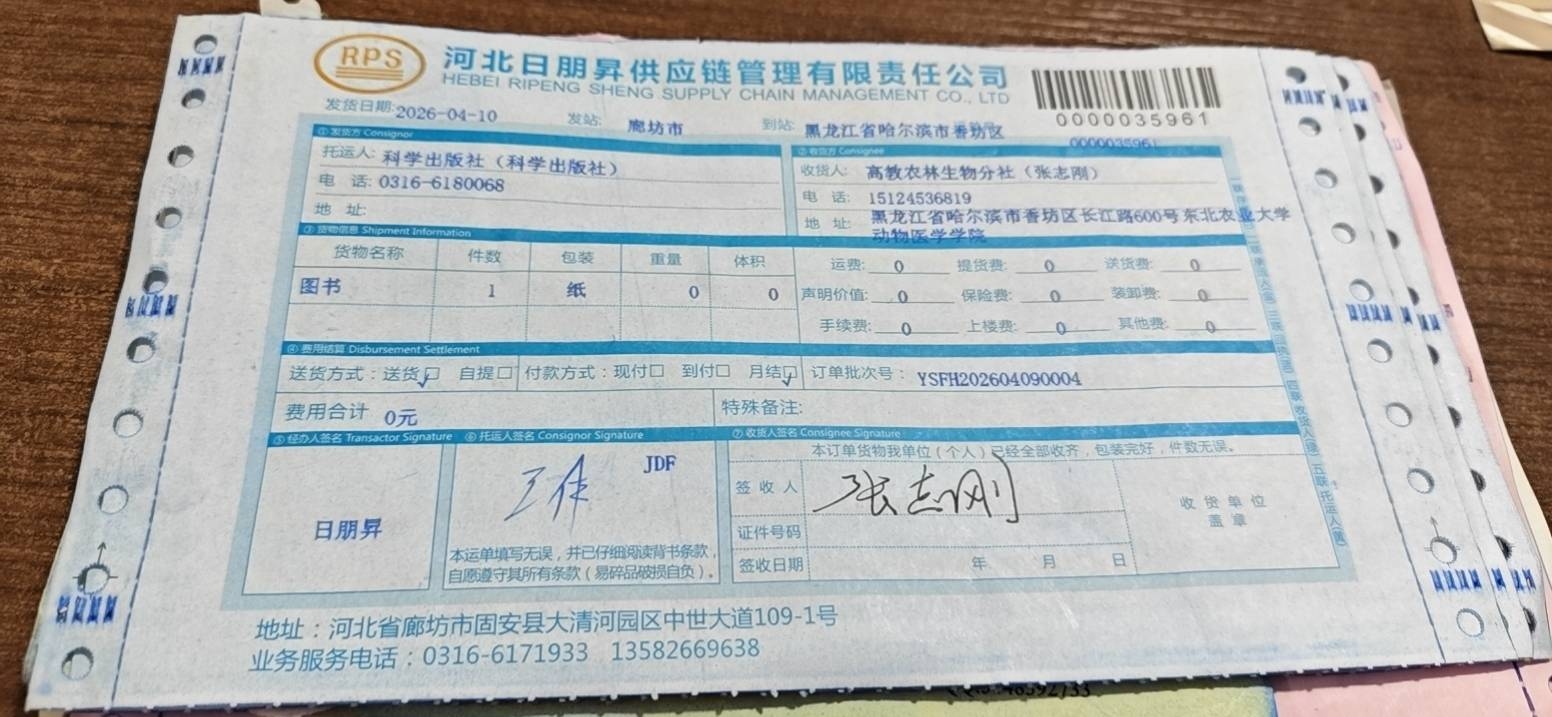 RPS
河北日朋昇供应链管理有限责任公司
HEBEI RIPENG SHENG SUPPLY CHAIN MANAGEMENT CO., LTD
0000035961
发货日期:2026-04-10 发站: 廊坊市 到站: 黑龙江省哈尔滨市香坊区
0000035961
① 发货方 Consignor
② 收货方 Consignee
托运人: 科学出版社（科学出版社）
收货人: 高教农林生物分社（张志刚）
电 话: 0316-6180068
电 话: 15124536819
地 址:
地 址: 黑龙江省哈尔滨市香坊区长江路600号东北农业大学
动物医学学院
③ 货物信息 Shipment Information
货物名称 件数 包装 重量 体积
图书 1 纸 0 0
运费: 0 提货费: 0 送货费: 0
声明价值: 0 保险费: 0 装卸费: 0
手续费: 0 上楼费: 0 其他费: 0
④ 费用结算 Disbursement Settlement
送货方式：送货☑ 自提☐ 付款方式：现付☐ 到付☐ 月结☑ 订单批次号： YSFH202604090004
费用合计 0元 特殊备注:
⑤ 经办人签名 Transactor Signature ⑥ 托运人签名 Consignor Signature ⑦ 收货人签名 Consignee Signature
日朋昇
JDF
本运单填写无误，并已仔细阅读背书条款，
自愿遵守其所有条款（易碎品破损自负）。
本订单货物我单位（个人）已经全部收齐，包装完好，件数无误。
签 收 人 张志刚
证件号码
签收日期 年 月 日
收 货 单 位
盖 章
地址：河北省廊坊市固安县大清河园区中世大道109-1号
业务服务电话：0316-6171933 13582669638